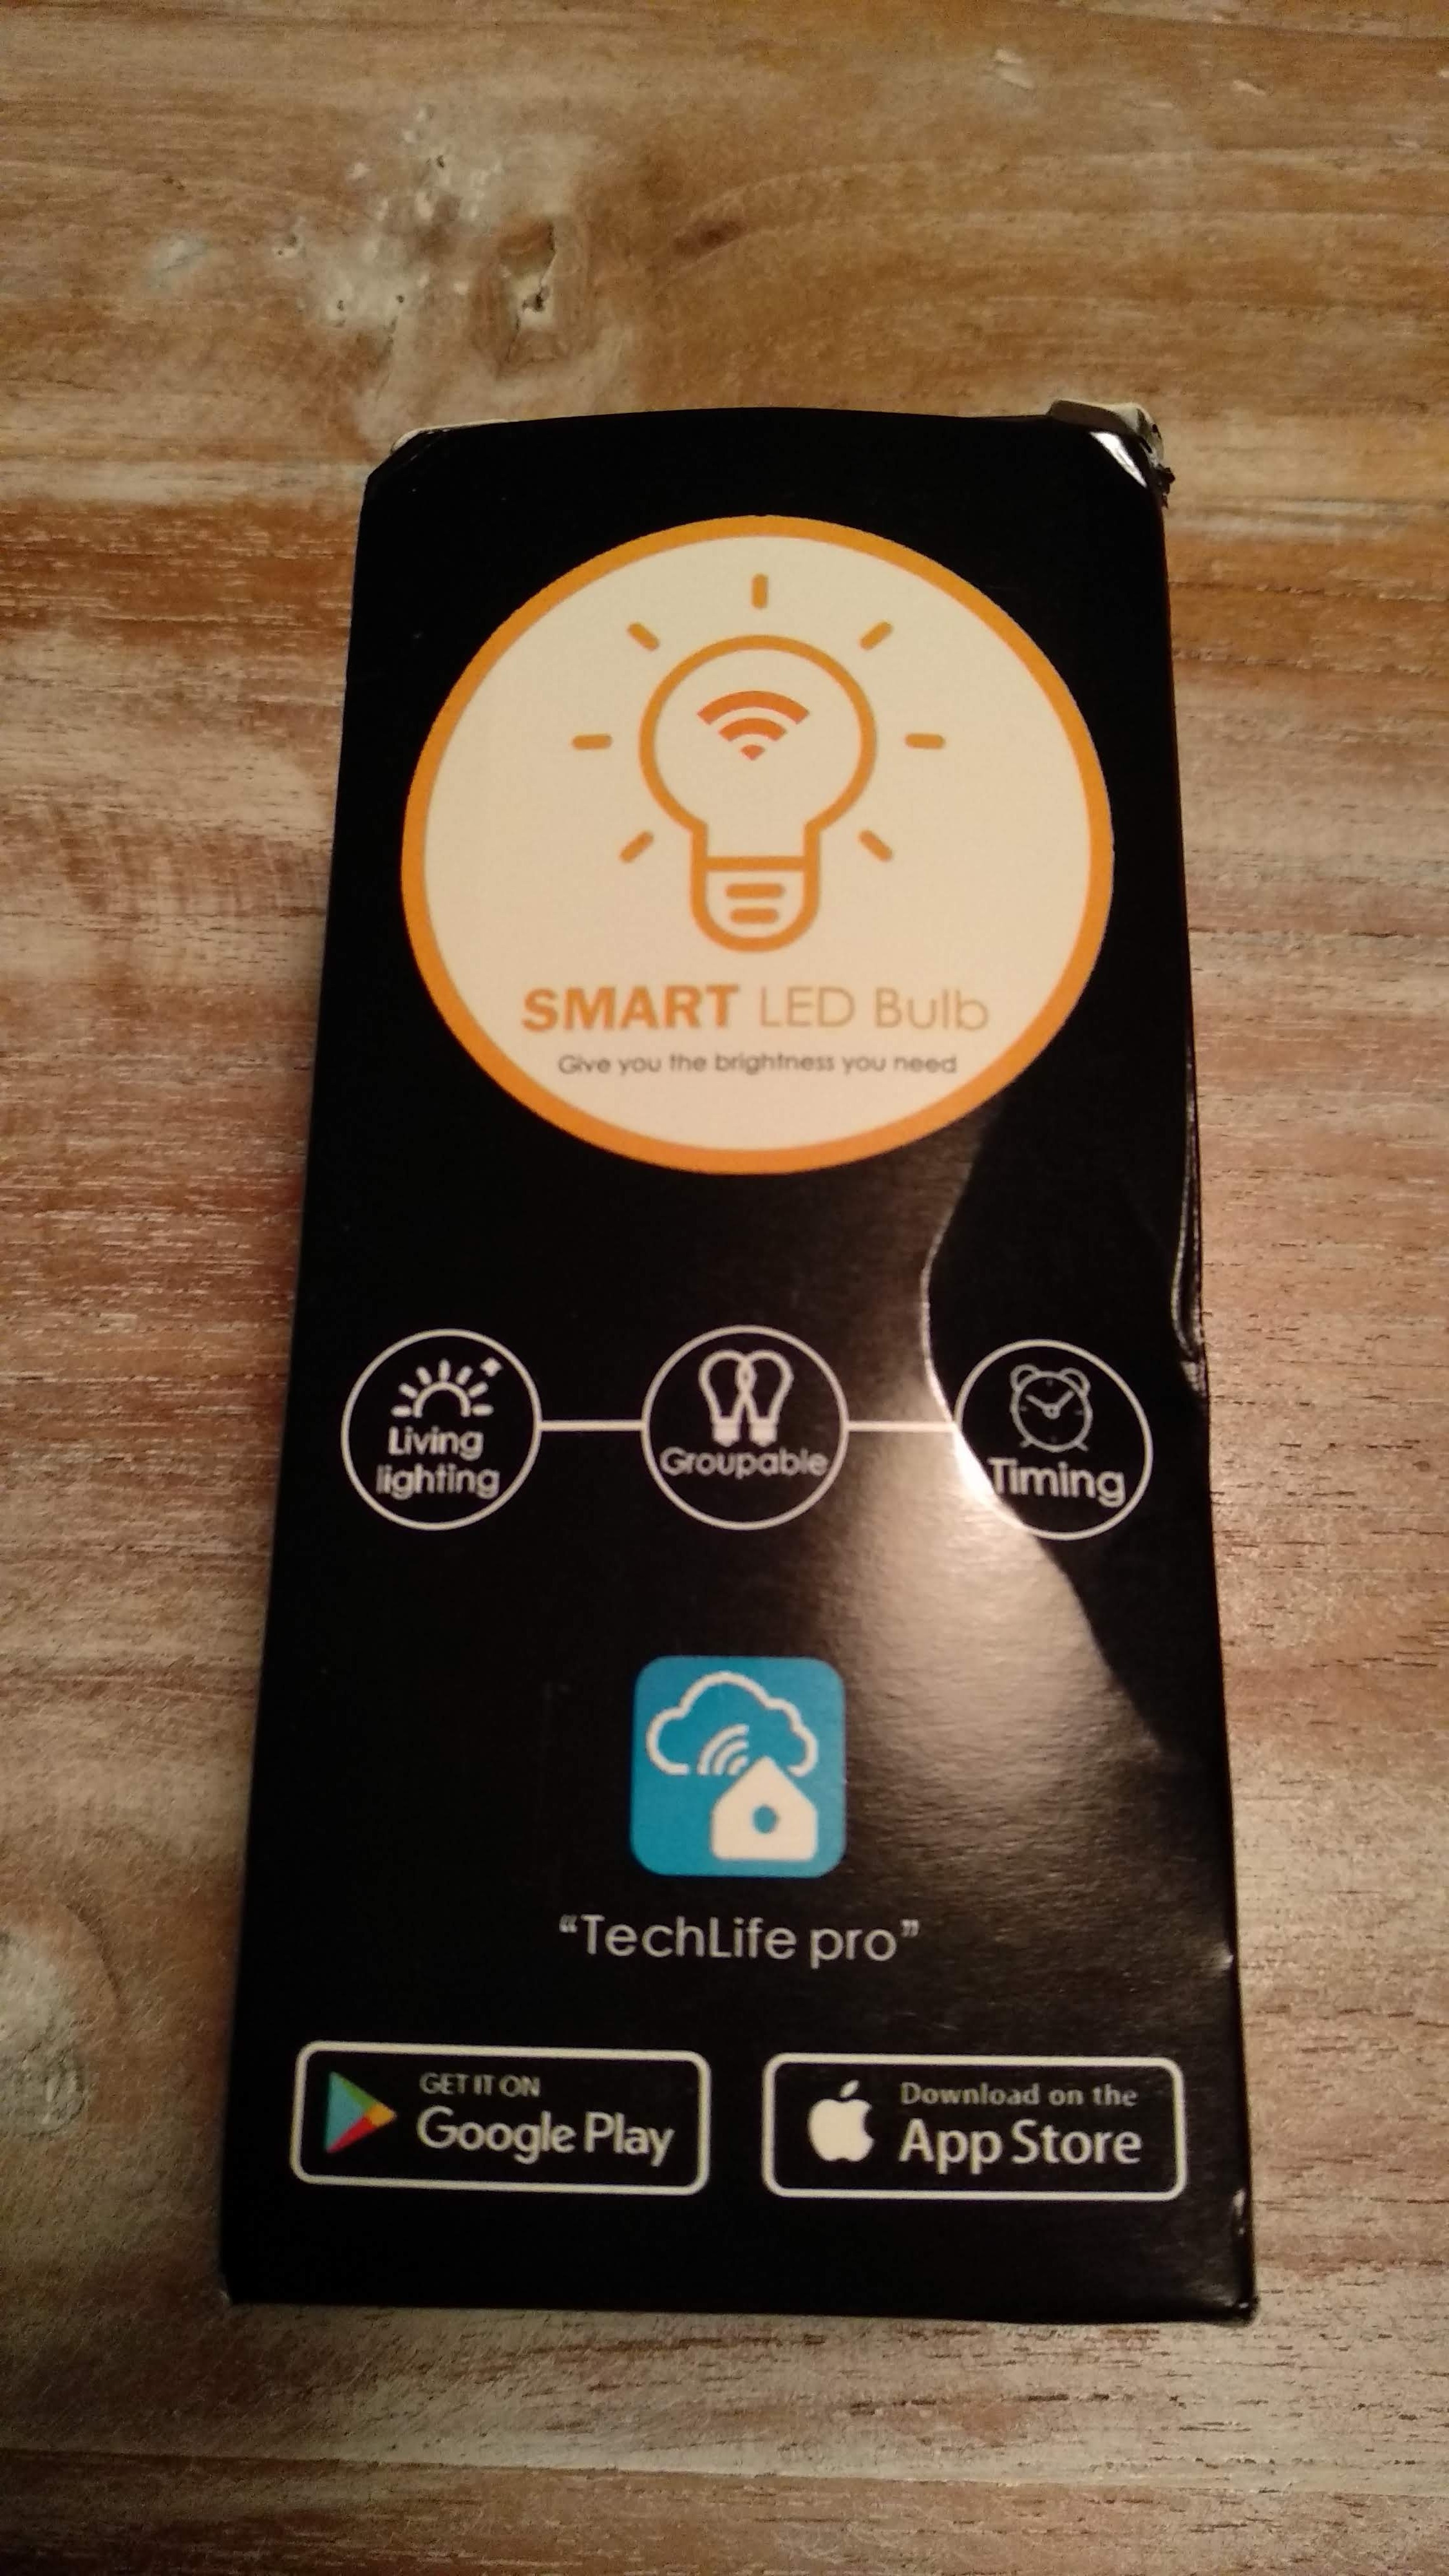 SMART LED Bulb
Give you the brightness you need
Living
lighting
Groupable
Timing
“TechLife pro”
GET IT ON
Google Play
Download on the
App Store